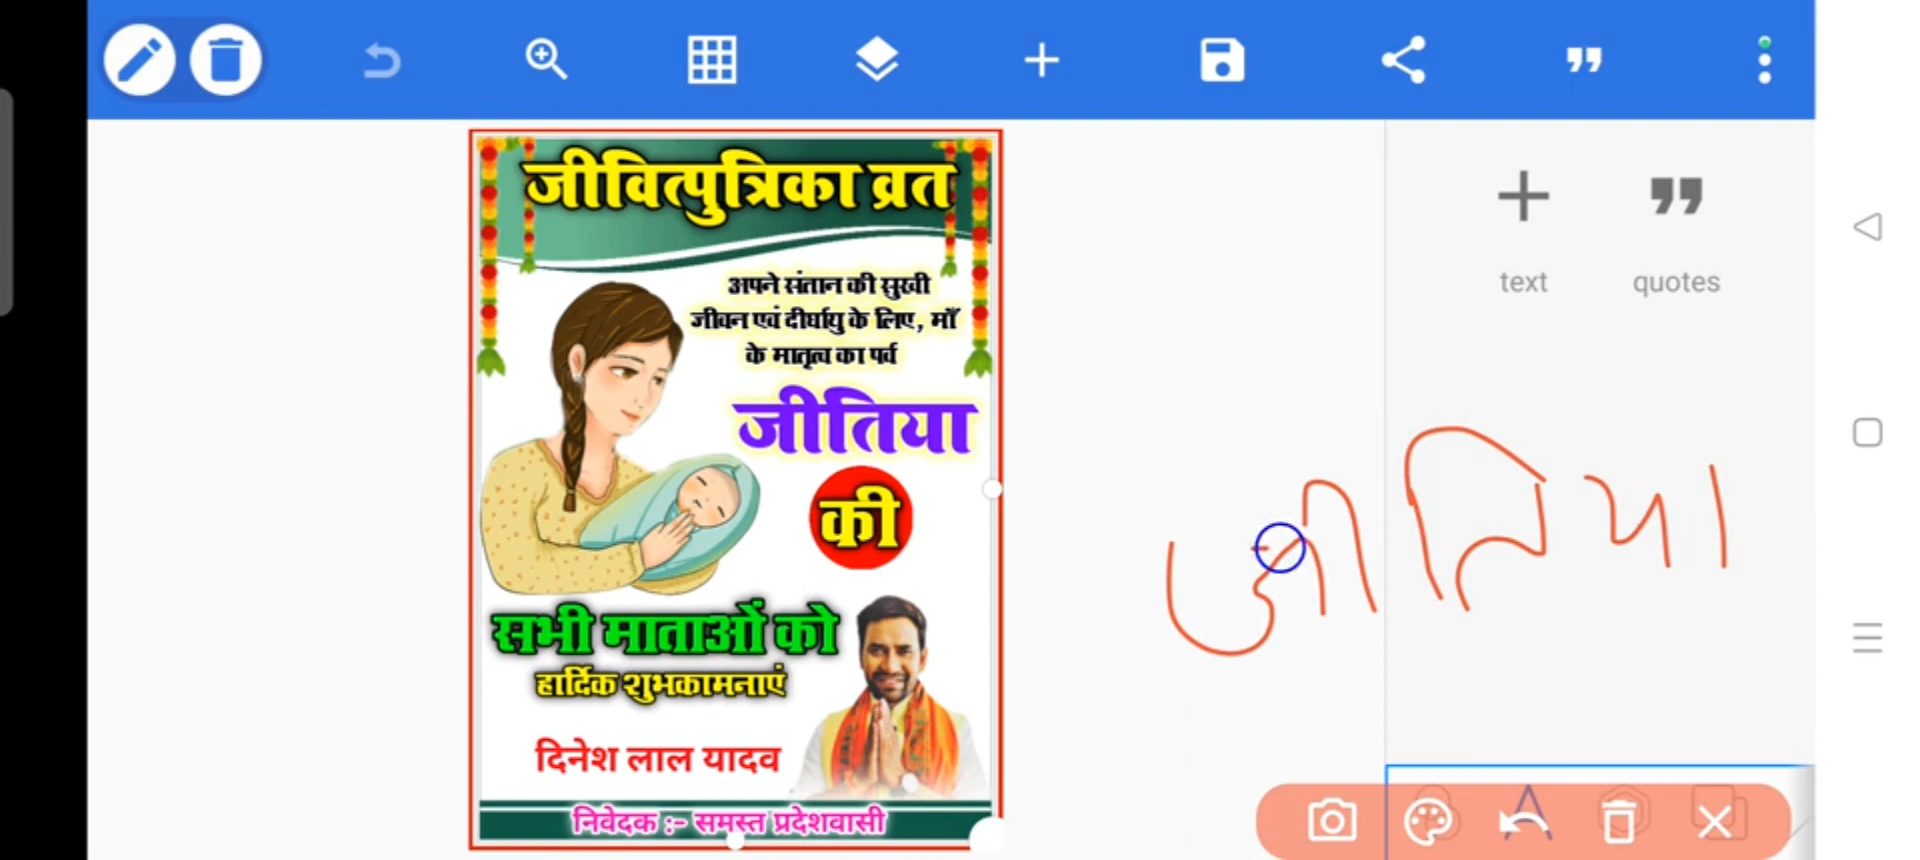 जीवित्पुत्रिका व्रत
अपने संतान की सुखी
जीवन एवं दीर्घायु के लिए, माँ
के मातृत्व का पर्व
जीतिया
की
सभी माताओं को
हार्दिक शुभकामनाएं
दिनेश लाल यादव
निवेदक :- समस्त प्रदेशवासी
text
quotes
जीतिया